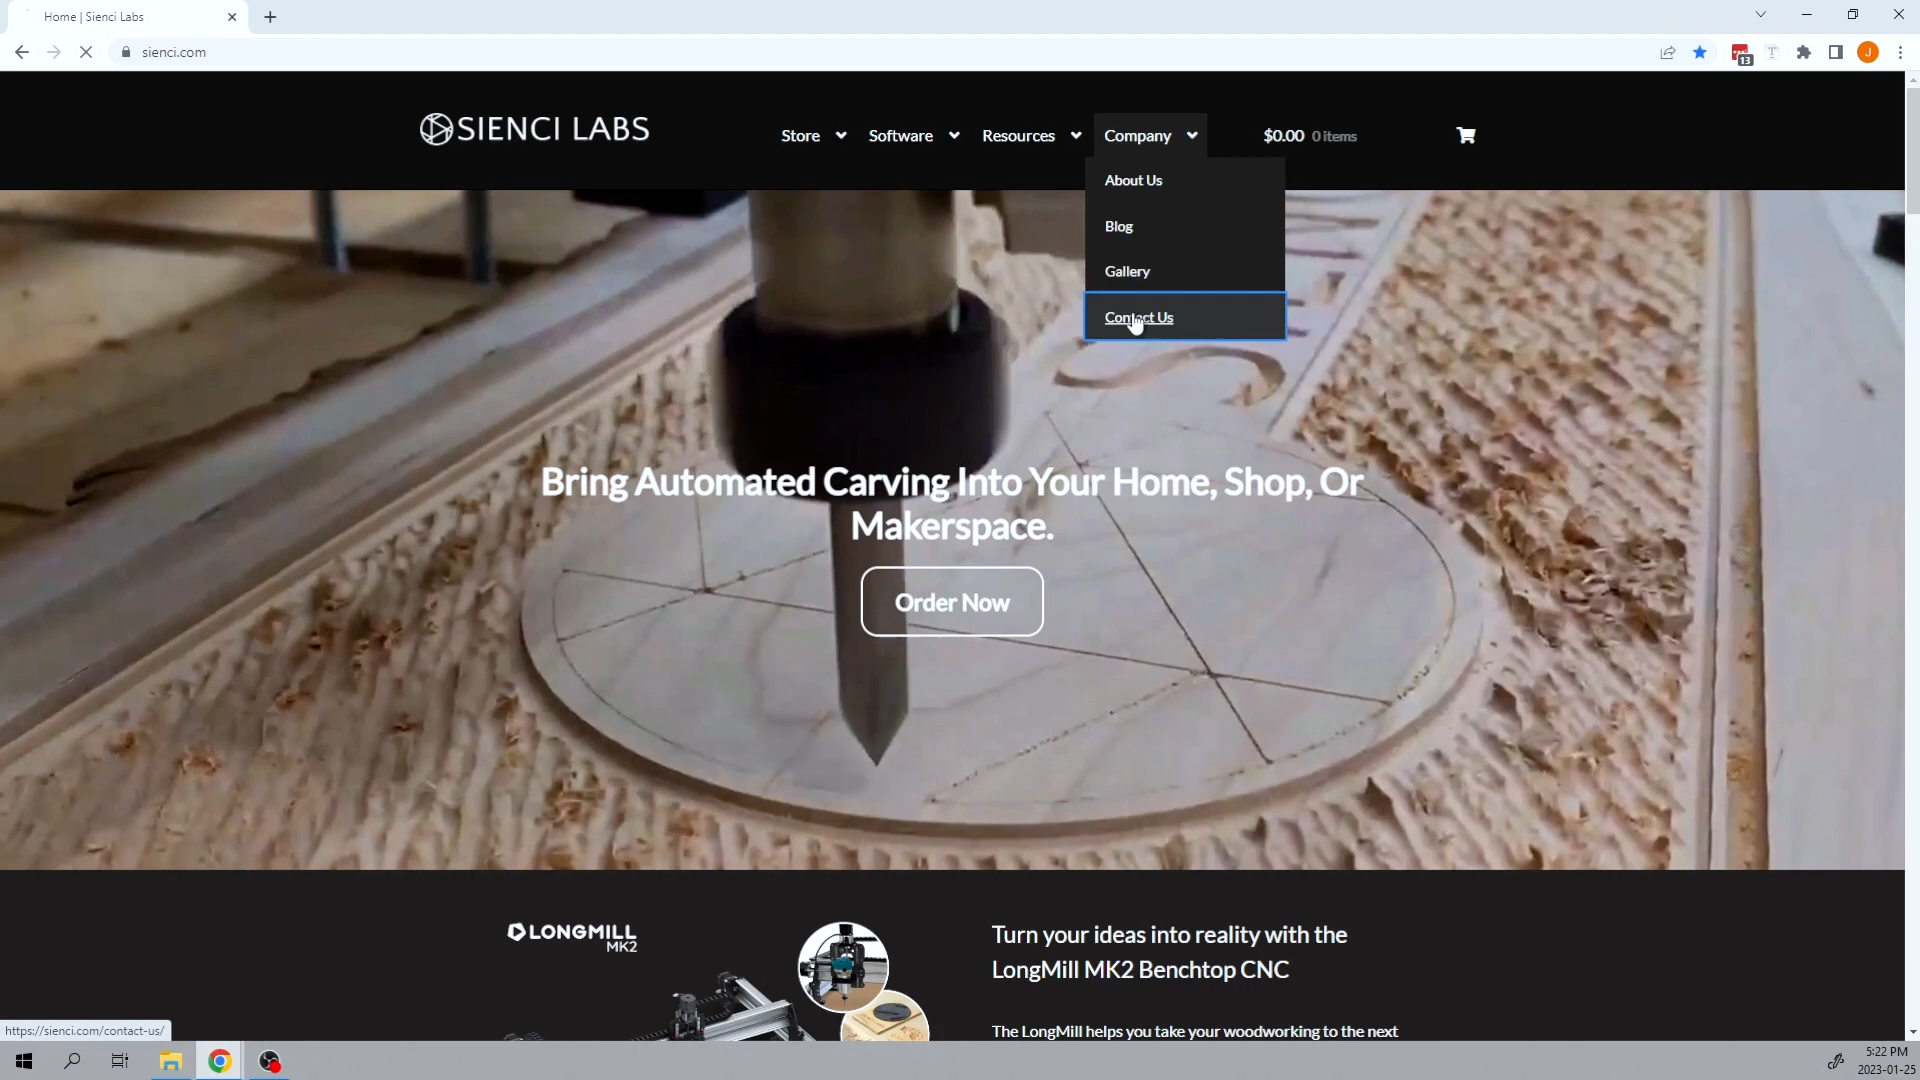 Home | Sienci Labs
sienci.com
13
J
SIENCI LABS
Store
Software
Resources
Company
$0.00 0 items
About Us
Blog
Gallery
Contact Us
Bring Automated Carving Into Your Home, Shop, Or
Makerspace.
Order Now
LONGMILL
MK2
Turn your ideas into reality with the
LongMill MK2 Benchtop CNC
The LongMill helps you take your woodworking to the next
https://sienci.com/contact-us/
5:22 PM
2023-01-25